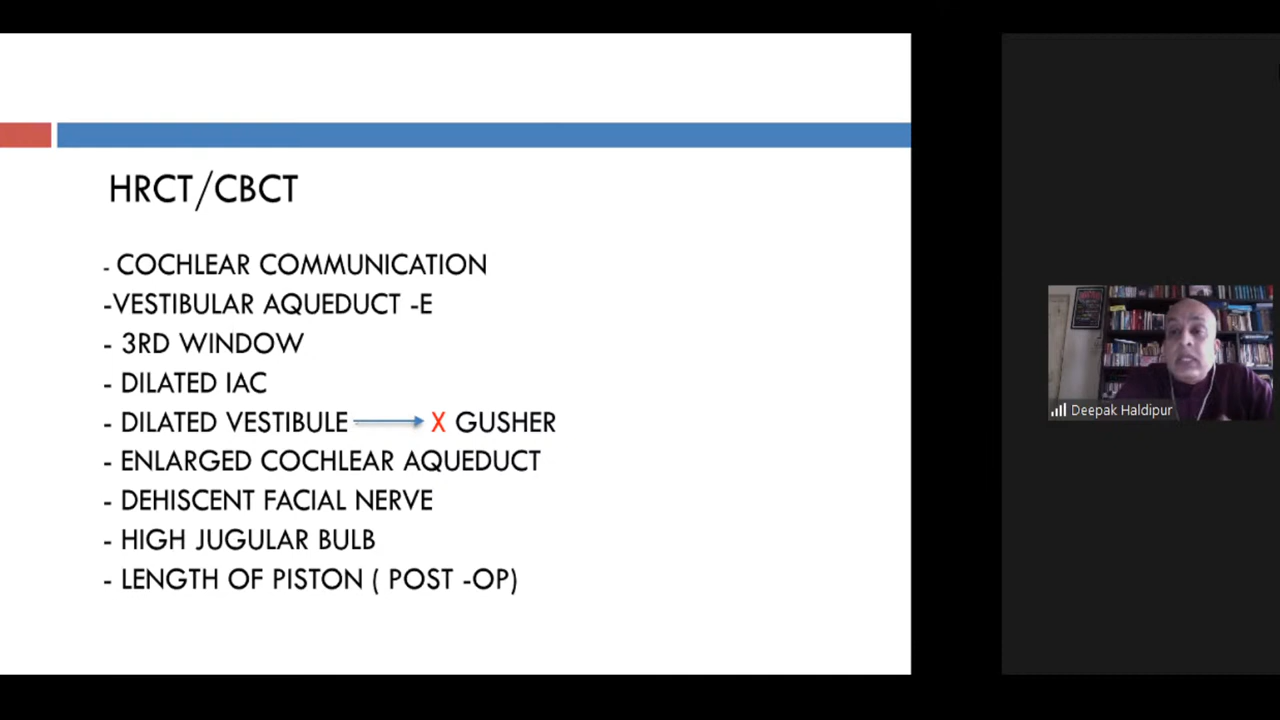 HRCT/CBCT
- COCHLEAR COMMUNICATION
-VESTIBULAR AQUEDUCT -E
- 3RD WINDOW
- DILATED IAC
- DILATED VESTIBULE X GUSHER
- ENLARGED COCHLEAR AQUEDUCT
- DEHISCENT FACIAL NERVE
- HIGH JUGULAR BULB
- LENGTH OF PISTON ( POST -OP)
Deepak Haldipur